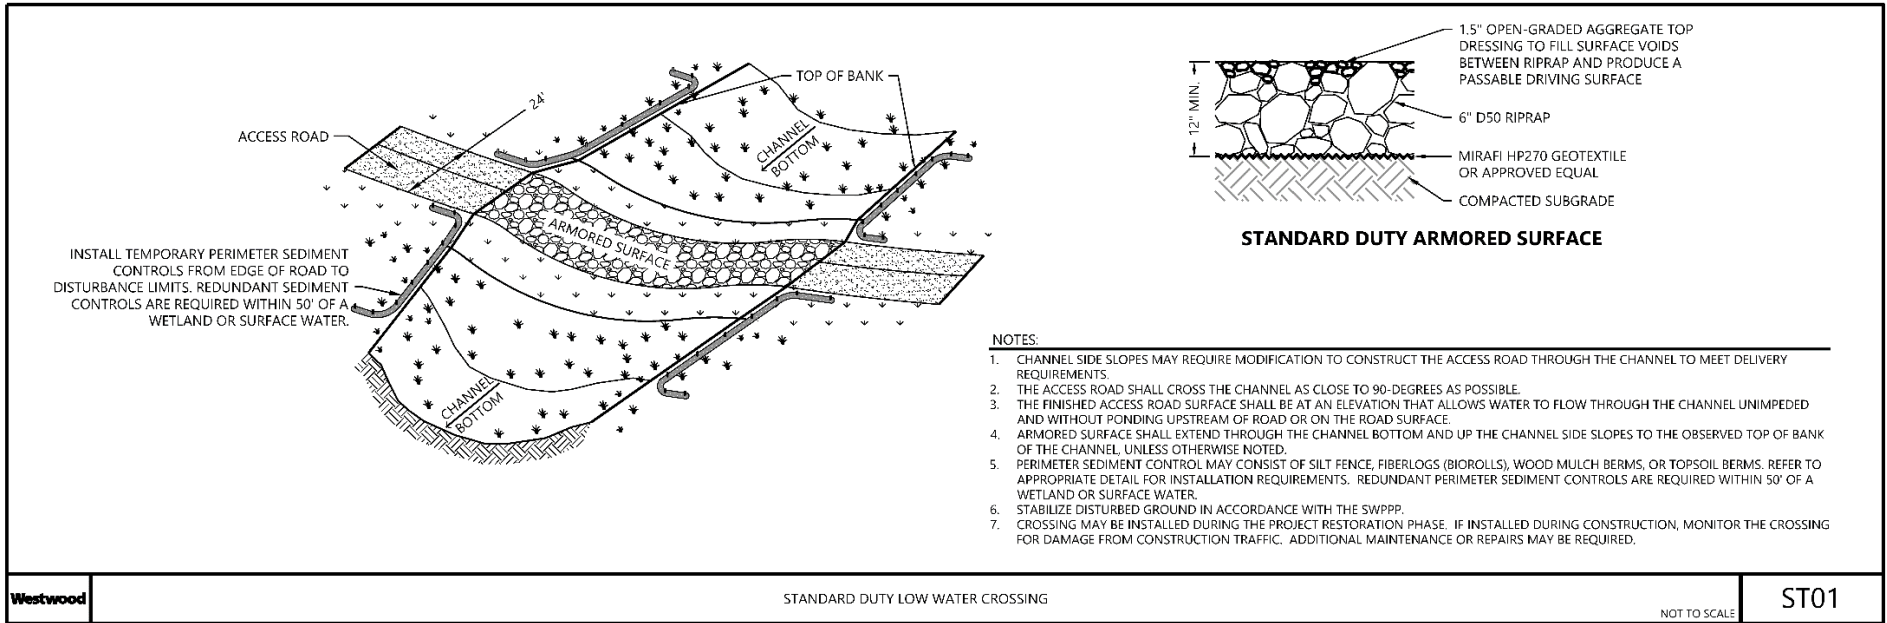 TOP OF BANK
24'
ACCESS ROAD
CHANNEL
BOTTOM
ARMORED SURFACE
INSTALL TEMPORARY PERIMETER SEDIMENT
CONTROLS FROM EDGE OF ROAD TO
DISTURBANCE LIMITS. REDUNDANT SEDIMENT
CONTROLS ARE REQUIRED WITHIN 50' OF A
WETLAND OR SURFACE WATER.
CHANNEL
BOTTOM
1.5" OPEN-GRADED AGGREGATE TOP
DRESSING TO FILL SURFACE VOIDS
BETWEEN RIPRAP AND PRODUCE A
PASSABLE DRIVING SURFACE
12" MIN.
6" D50 RIPRAP
MIRAFI HP270 GEOTEXTILE
OR APPROVED EQUAL
COMPACTED SUBGRADE
STANDARD DUTY ARMORED SURFACE
NOTES:
1. CHANNEL SIDE SLOPES MAY REQUIRE MODIFICATION TO CONSTRUCT THE ACCESS ROAD THROUGH THE CHANNEL TO MEET DELIVERY
REQUIREMENTS.
2. THE ACCESS ROAD SHALL CROSS THE CHANNEL AS CLOSE TO 90-DEGREES AS POSSIBLE.
3. THE FINISHED ACCESS ROAD SURFACE SHALL BE AT AN ELEVATION THAT ALLOWS WATER TO FLOW THROUGH THE CHANNEL UNIMPEDED
AND WITHOUT PONDING UPSTREAM OF ROAD OR ON THE ROAD SURFACE.
4. ARMORED SURFACE SHALL EXTEND THROUGH THE CHANNEL BOTTOM AND UP THE CHANNEL SIDE SLOPES TO THE OBSERVED TOP OF BANK
OF THE CHANNEL, UNLESS OTHERWISE NOTED.
5. PERIMETER SEDIMENT CONTROL MAY CONSIST OF SILT FENCE, FIBERLOGS (BIOROLLS), WOOD MULCH BERMS, OR TOPSOIL BERMS. REFER TO
APPROPRIATE DETAIL FOR INSTALLATION REQUIREMENTS. REDUNDANT PERIMETER SEDIMENT CONTROLS ARE REQUIRED WITHIN 50' OF A
WETLAND OR SURFACE WATER.
6. STABILIZE DISTURBED GROUND IN ACCORDANCE WITH THE SWPPP.
7. CROSSING MAY BE INSTALLED DURING THE PROJECT RESTORATION PHASE. IF INSTALLED DURING CONSTRUCTION, MONITOR THE CROSSING
FOR DAMAGE FROM CONSTRUCTION TRAFFIC. ADDITIONAL MAINTENANCE OR REPAIRS MAY BE REQUIRED.
Westwood
STANDARD DUTY LOW WATER CROSSING
NOT TO SCALE
ST01